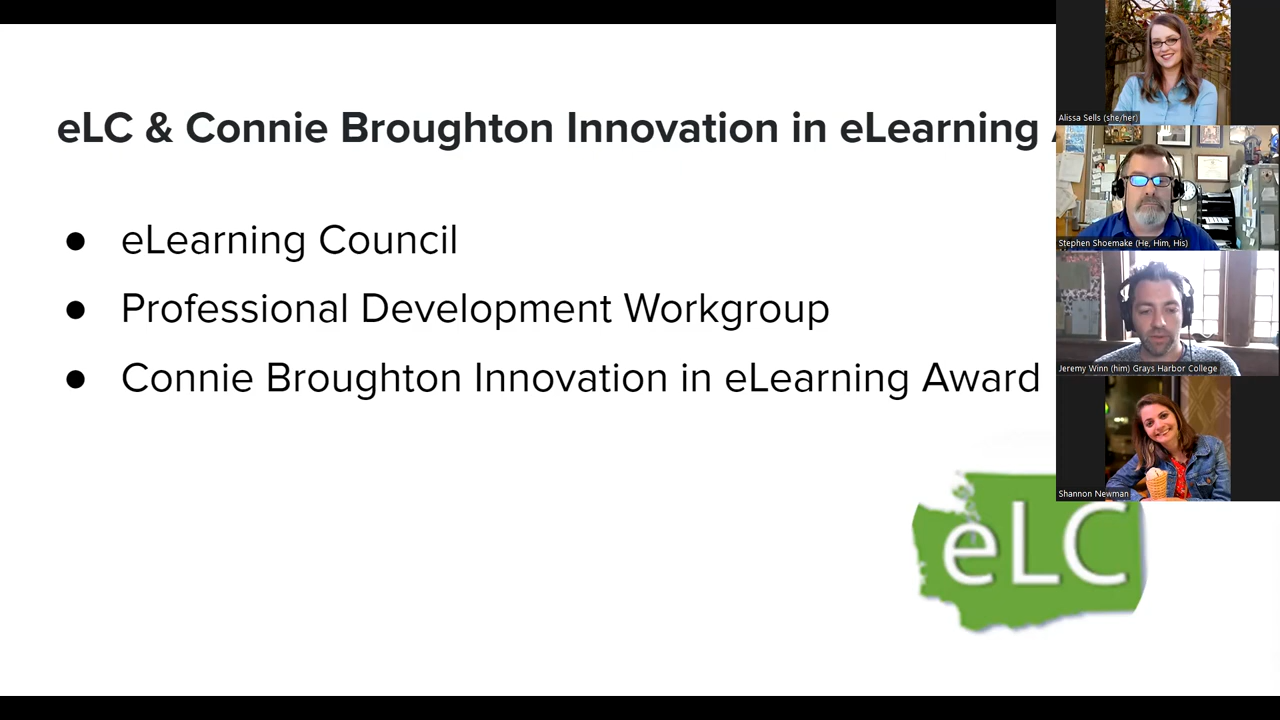 eLC & Connie Broughton Innovation in eLearning
● eLearning Council
● Professional Development Workgroup
● Connie Broughton Innovation in eLearning Award
eLC
Alissa Sells (she/her)
Stephen Shoemake (He, Him, His)
Jeremy Winn (him) Grays Harbor College
Shannon Newman